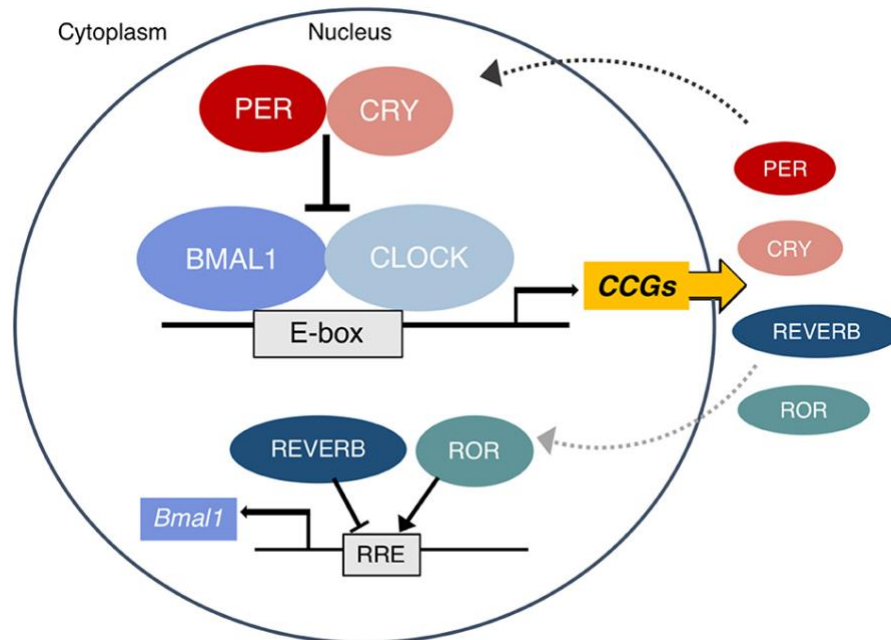 Cytoplasm
Nucleus
PER
CRY
BMAL1
CLOCK
E-box
CCGs
PER
CRY
REVERB
ROR
REVERB
ROR
Bmal1
RRE